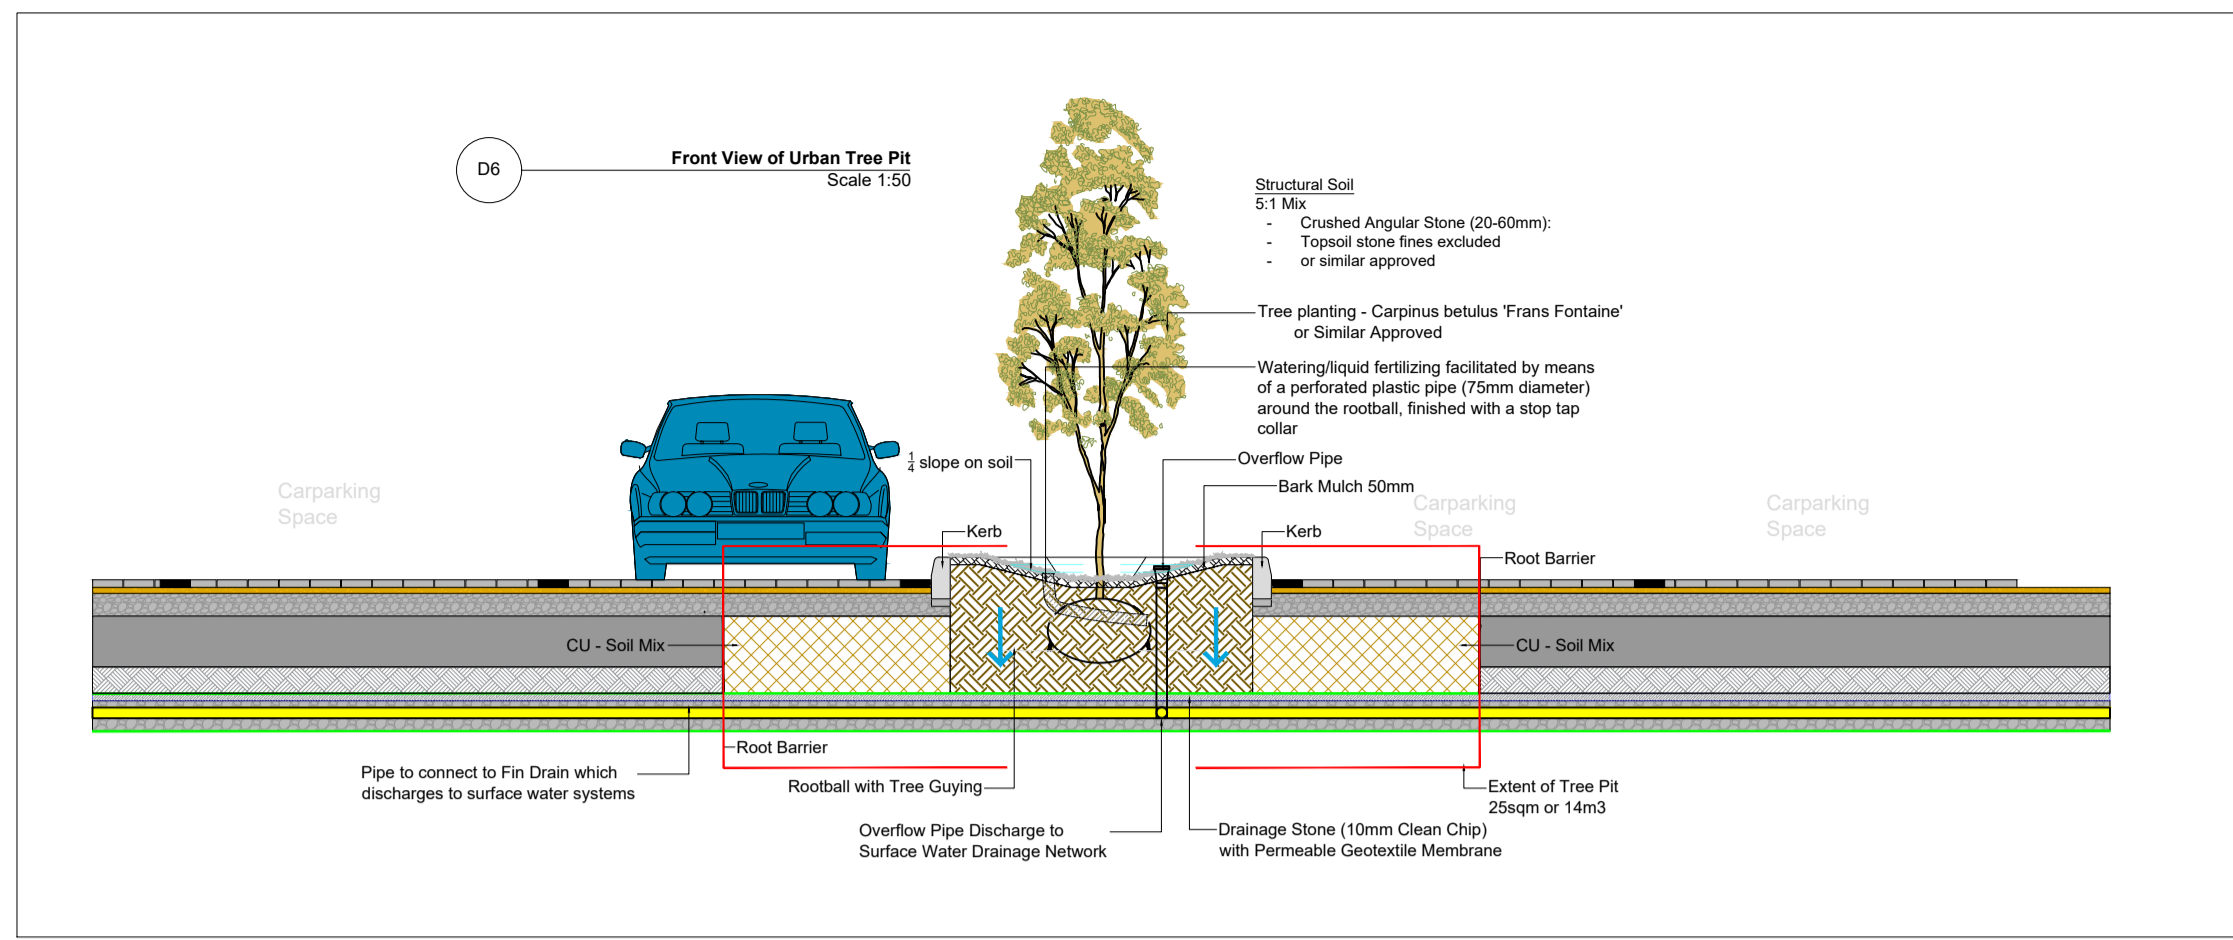 D6
Front View of Urban Tree Pit
Scale 1:50
Structural Soil
5:1 Mix
- Crushed Angular Stone (20-60mm):
- Topsoil stone fines excluded
- or similar approved
Tree planting - Carpinus betulus 'Frans Fontaine'
or Similar Approved
Watering/liquid fertilizing facilitated by means
of a perforated plastic pipe (75mm diameter)
around the rootball, finished with a stop tap
collar
1/4 slope on soil
Overflow Pipe
Bark Mulch 50mm
Carparking
Space
Carparking
Space
Carparking
Space
Kerb
Kerb
Root Barrier
CU - Soil Mix
CU - Soil Mix
Root Barrier
Pipe to connect to Fin Drain which
discharges to surface water systems
Rootball with Tree Guying
Extent of Tree Pit
25sqm or 14m3
Overflow Pipe Discharge to
Surface Water Drainage Network
Drainage Stone (10mm Clean Chip)
with Permeable Geotextile Membrane